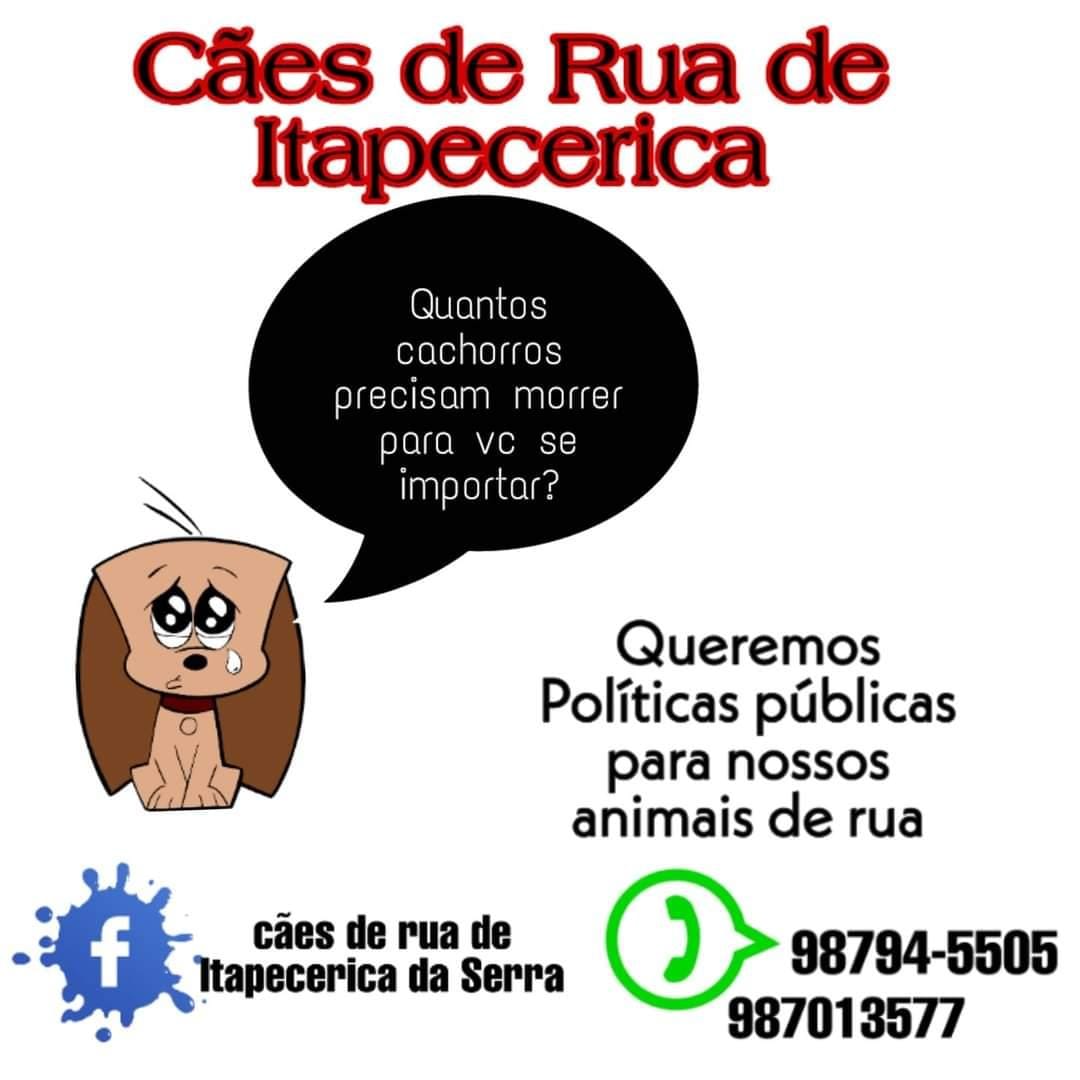 Cães de Rua de
Itapecerica
Quantos
cachorros
precisam morrer
para vc se
importar?
Queremos
Políticas públicas
para nossos
animais de rua
f
cães de rua de
Itapecerica da Serra
98794-5505
987013577